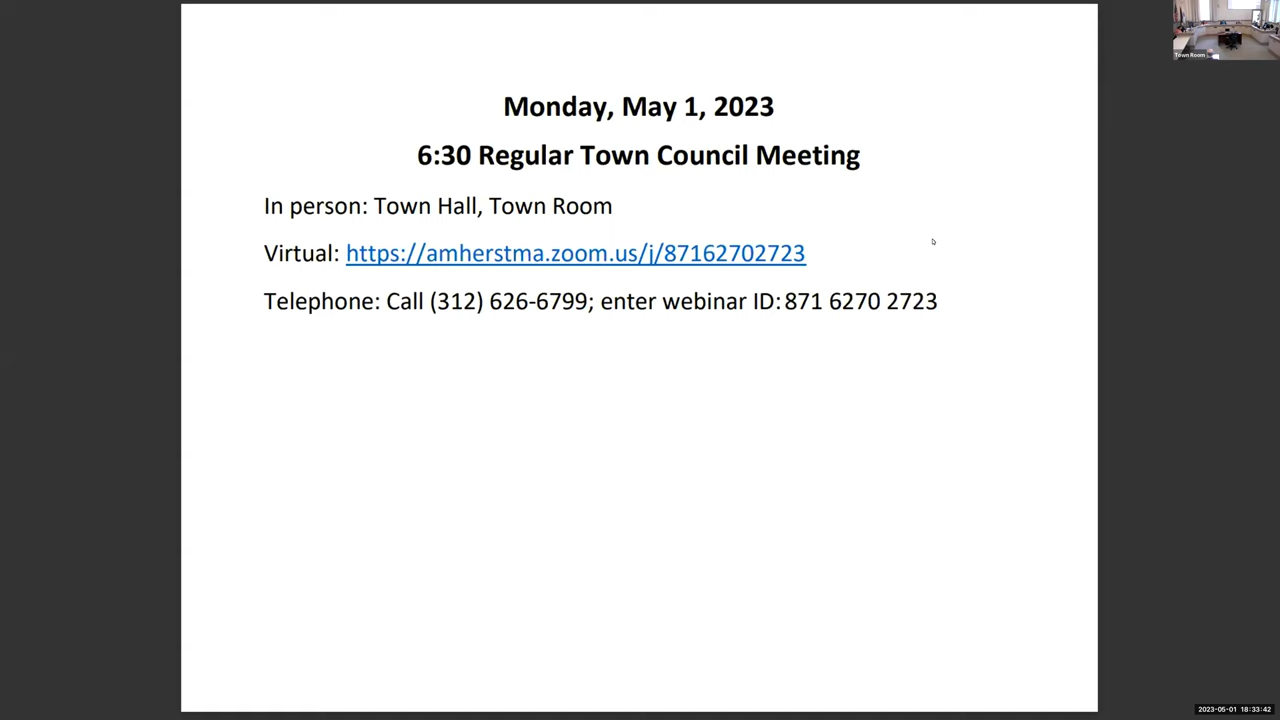 Monday, May 1, 2023
6:30 Regular Town Council Meeting
In person: Town Hall, Town Room
Virtual: https://amherstma.zoom.us/j/87162702723
Telephone: Call (312) 626-6799; enter webinar ID: 871 6270 2723
Town Room
2023-05-01 18:33:42